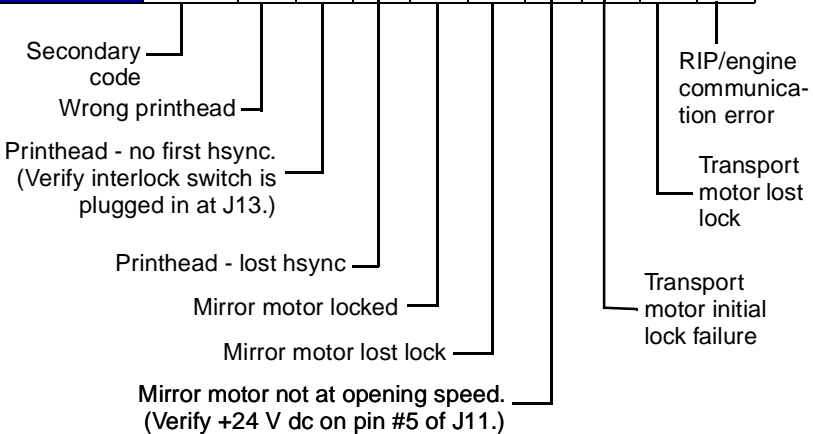 Secondary
code
Wrong printhead
Printhead - no first hsync.
(Verify interlock switch is
plugged in at J13.)
Printhead - lost hsync
Mirror motor locked
Mirror motor lost lock
Mirror motor not at opening speed.
(Verify +24 V dc on pin #5 of J11.)
RIP/engine
communica-
tion error
Transport
motor lost
lock
Transport
motor initial
lock failure